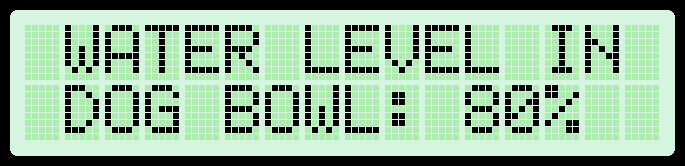 WATER LEVEL IN
DOG BOWL: 80%